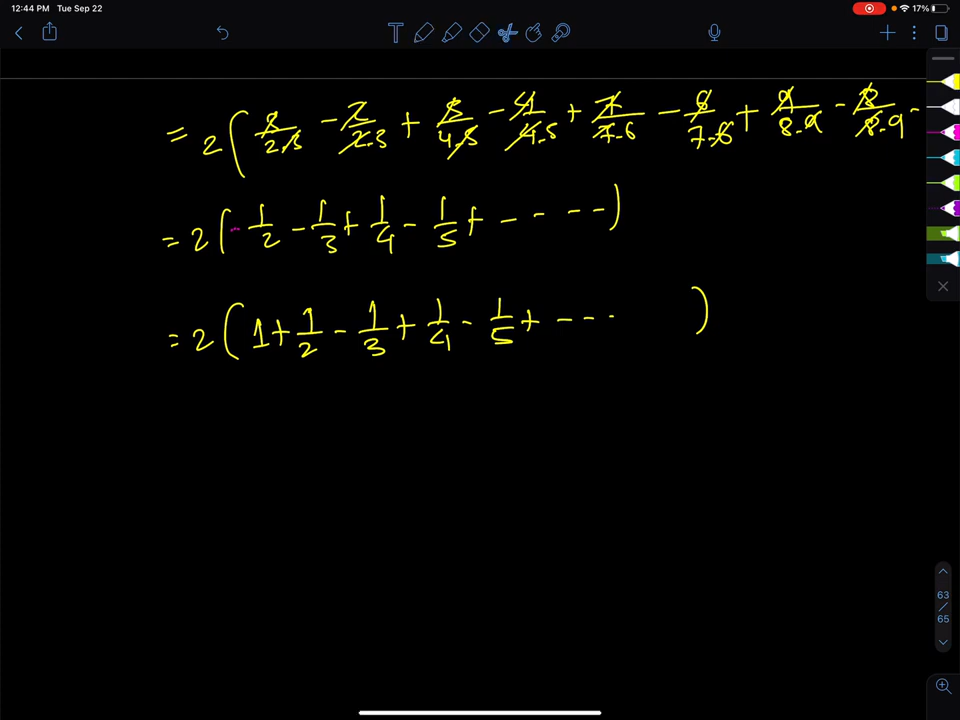 12:44 PM Tue Sep 22
17%
= 2 ( 3/2.3 - 2/2.3 + 5/4.5 - 4/4.5 + 7/7.6 - 6/7.6 + 9/8.9 - 8/8.9 -
= 2 ( - 1/2 - 1/3 + 1/4 - 1/5 + - - - - )
= 2 ( 1 + 1/2 - 1/3 + 1/4 - 1/5 + - - - )
63
/
65